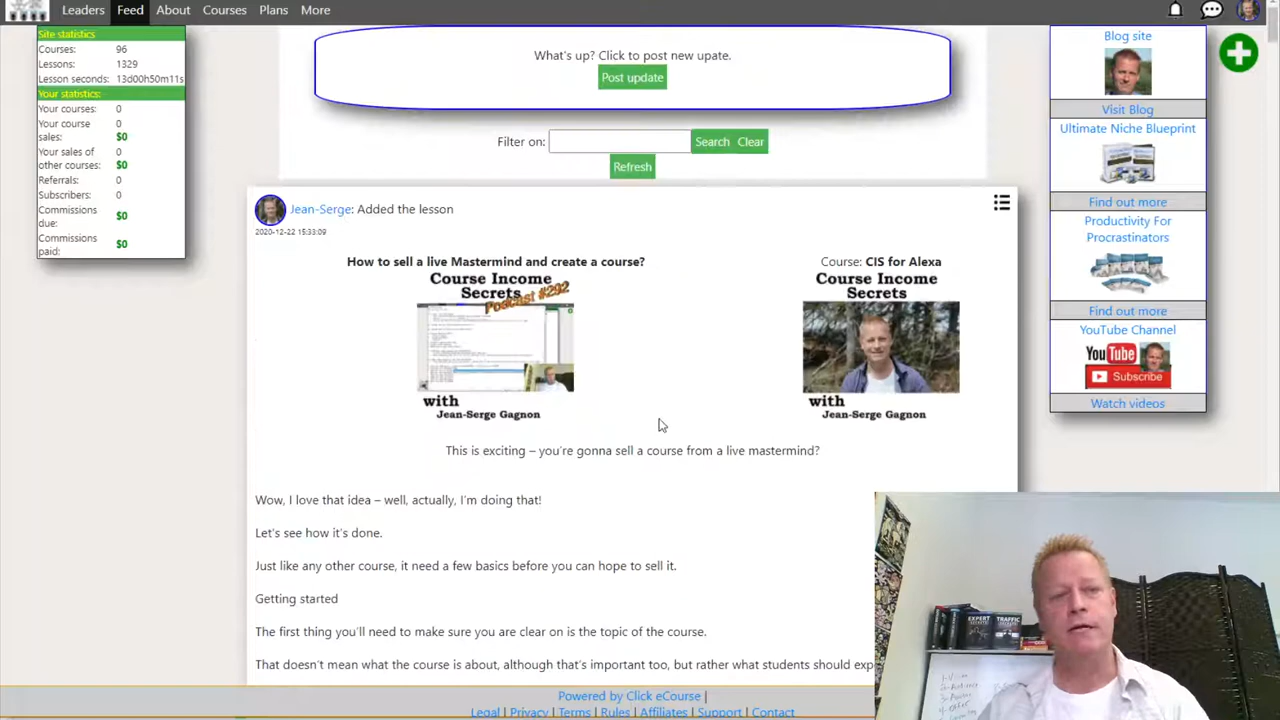 Leaders Feed About Courses Plans More
Site statistics
Courses: 96
Lessons: 1329
Lesson seconds: 13d00h50m11s
Your statistics:
Your courses: 0
Your course
sales: $0
Your sales of
other courses: $0
Referrals: 0
Subscribers: 0
Commissions
due: $0
Commissions
paid: $0
What's up? Click to post new upate.
Post update
Filter on:
Search Clear
Refresh
Jean-Serge: Added the lesson
2020-12-22 15:33:09
How to sell a live Mastermind and create a course?
Course Income
Secrets
Podcast #292
with
Jean-Serge Gagnon
Course: CIS for Alexa
Course Income
Secrets
with
Jean-Serge Gagnon
This is exciting – you're gonna sell a course from a live mastermind?
Wow, I love that idea – well, actually, I'm doing that!
Let's see how it's done.
Just like any other course, it need a few basics before you can hope to sell it.
Getting started
The first thing you'll need to make sure you are clear on is the topic of the course.
That doesn't mean what the course is about, although that's important too, but rather what students should exp
Blog site
Visit Blog
Ultimate Niche Blueprint
Find out more
Productivity For
Procrastinators
Find out more
YouTube Channel
YouTube
Subscribe
Watch videos
EXPERT
SECRETS
TRAFFIC
SECRETS
Powered by Click eCourse |
Legal | Privacy | Terms | Rules | Affiliates | Support | Contact